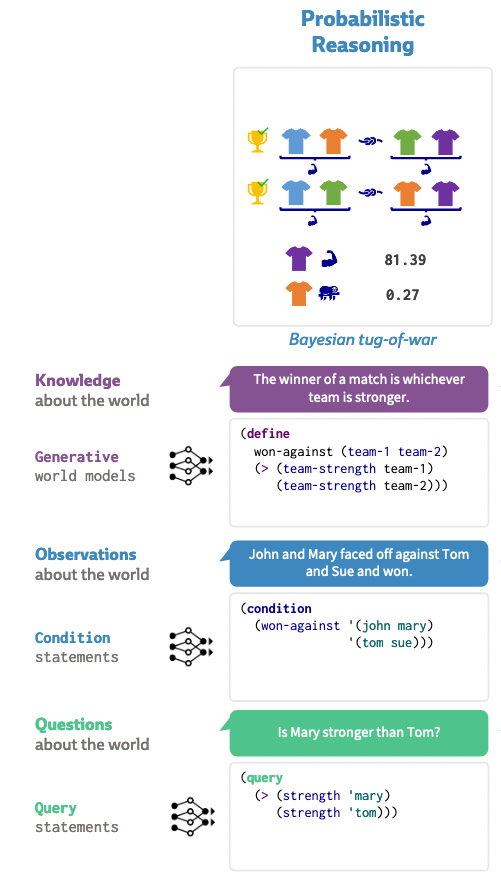 Probabilistic
Reasoning
81.39
0.27
Bayesian tug-of-war
Knowledge
about the world
The winner of a match is whichever
team is stronger.
Generative
world models
(define
won-against (team-1 team-2)
(> (team-strength team-1)
(team-strength team-2)))
Observations
about the world
John and Mary faced off against Tom
and Sue and won.
Condition
statements
(condition
(won-against '(john mary)
'(tom sue)))
Questions
about the world
Is Mary stronger than Tom?
Query
statements
(query
(> (strength 'mary)
(strength 'tom)))